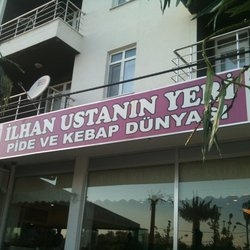 İLHAN USTANIN YERİ
PİDE VE KEBAP DÜNYASI